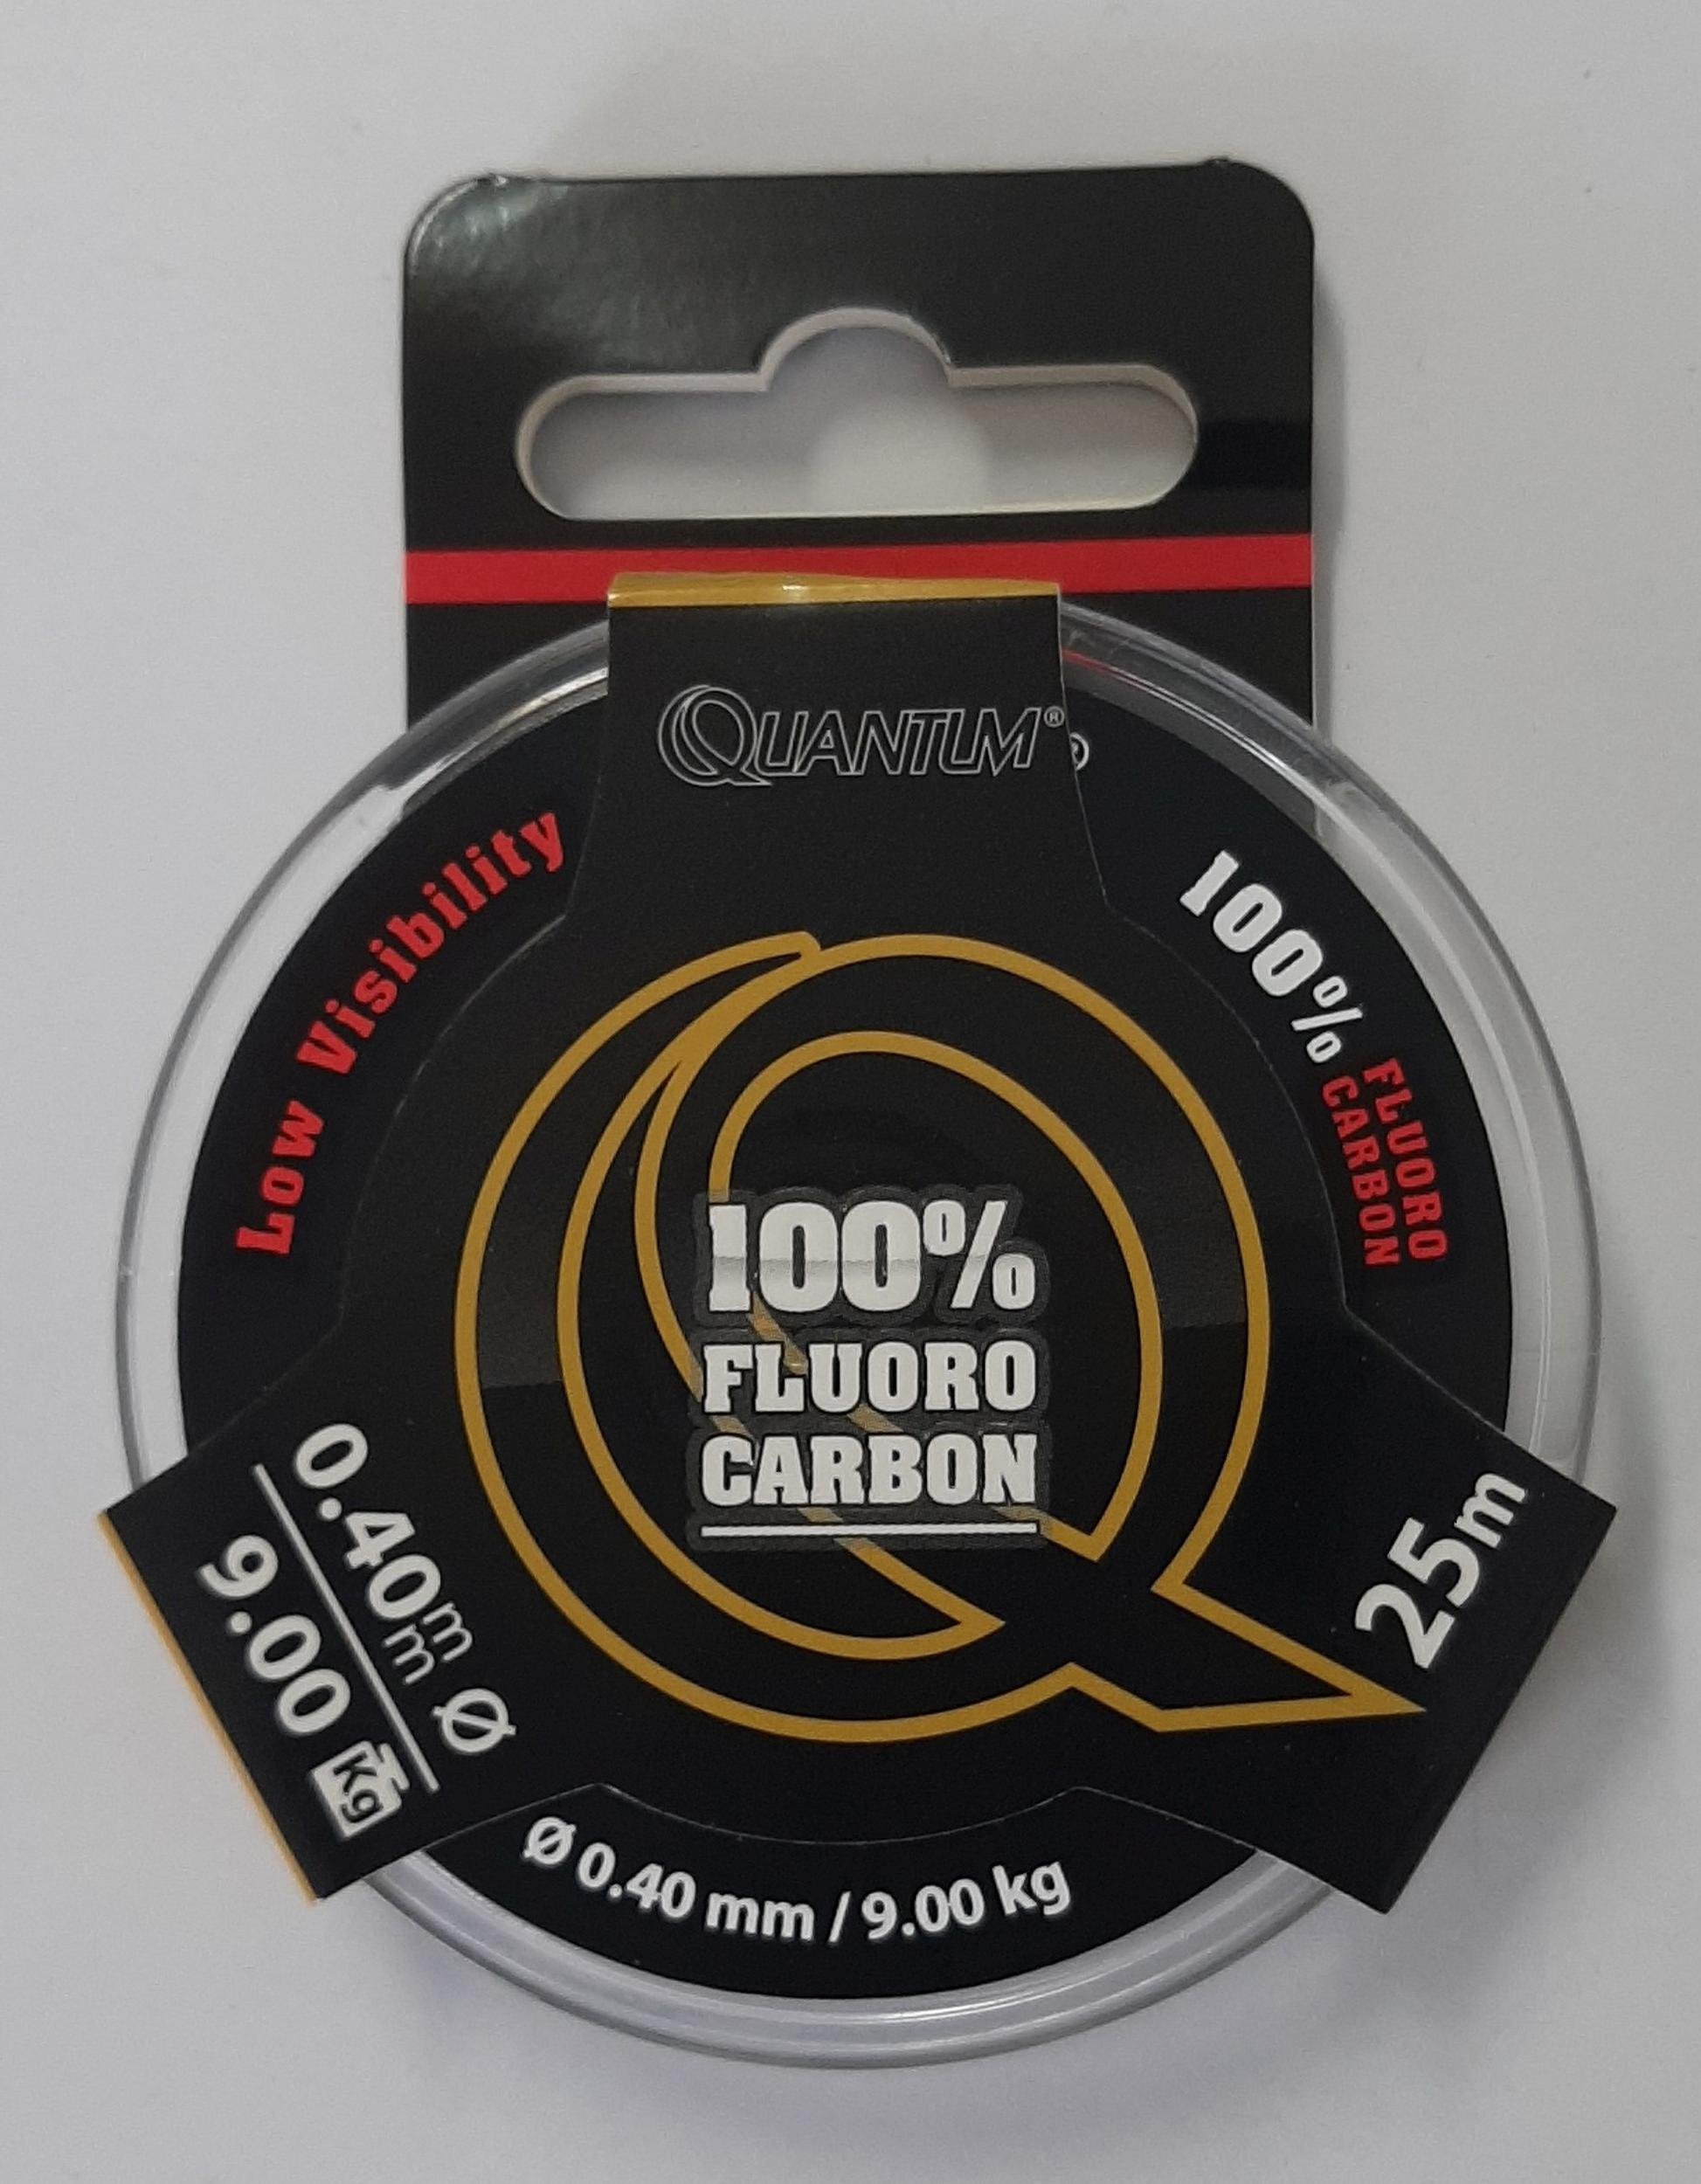 QUANTUM®
®
Low Visibility
100% FLUORO
CARBON
100%
FLUORO
CARBON
0.40mm Ø
9.00 kg
25m
Ø 0.40 mm / 9.00 kg